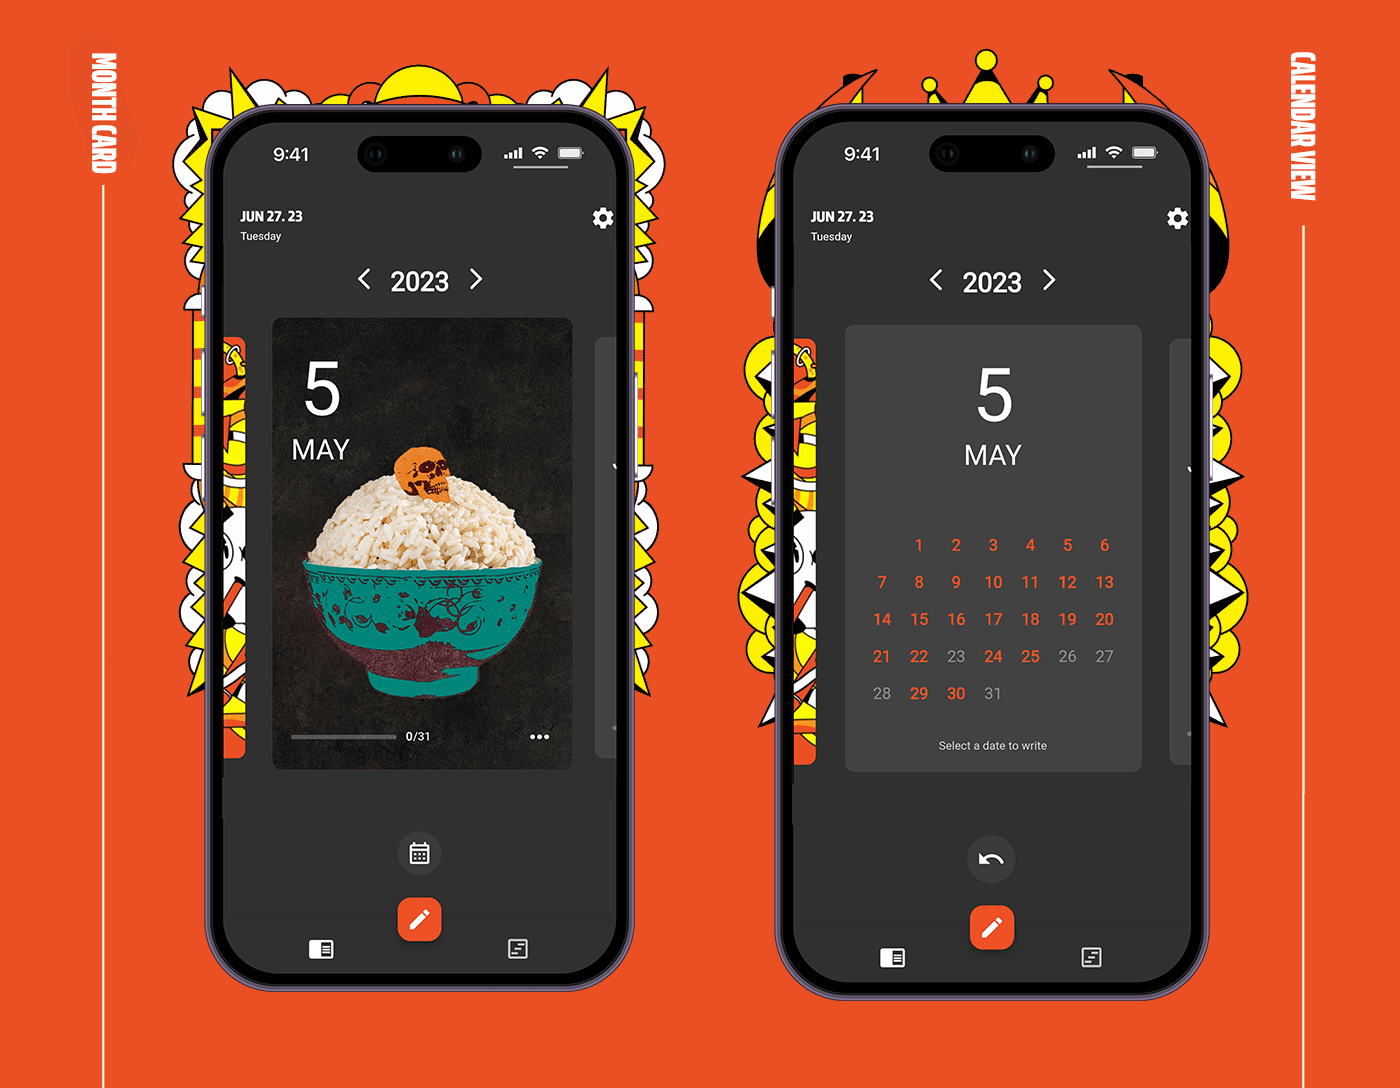 MONTH CARD
9:41
JUN 27. 23
Tuesday
2023
5
MAY
0/31
CALENDAR VIEW
9:41
JUN 27. 23
Tuesday
2023
5
MAY
1 2 3 4 5 6
7 8 9 10 11 12 13
14 15 16 17 18 19 20
21 22 23 24 25 26 27
28 29 30 31
Select a date to write